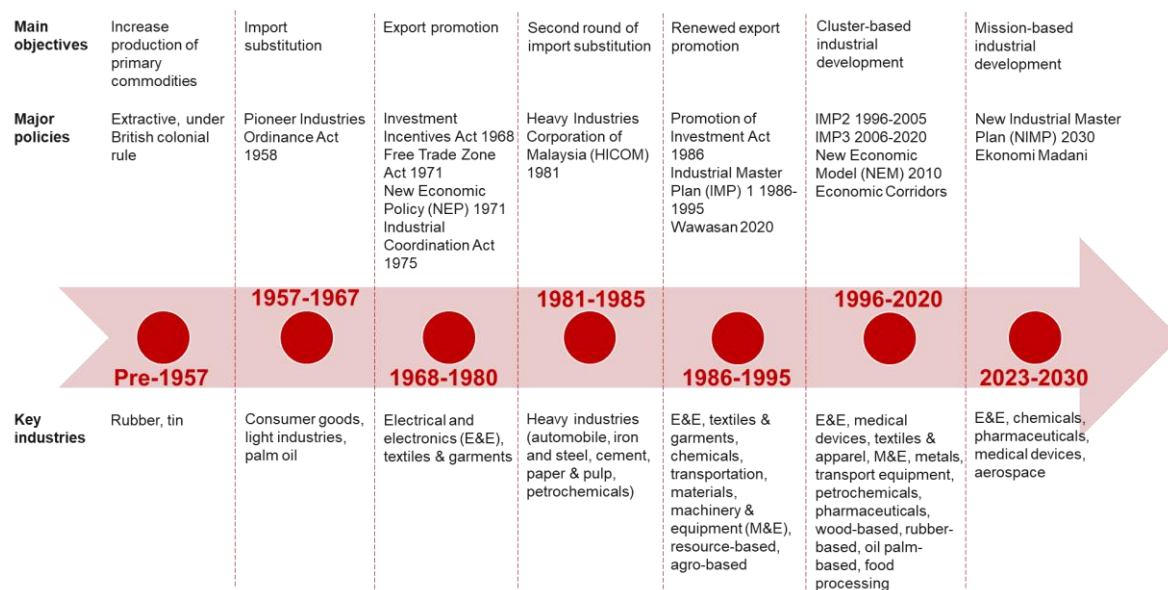 Main objectives
Increase production of primary commodities
Import substitution
Export promotion
Second round of import substitution
Renewed export promotion
Cluster-based industrial development
Mission-based industrial development
Major policies
Extractive, under British colonial rule
Pioneer Industries Ordinance Act 1958
Investment Incentives Act 1968
Free Trade Zone Act 1971
New Economic Policy (NEP) 1971
Industrial Coordination Act 1975
Heavy Industries Corporation of Malaysia (HICOM) 1981
Promotion of Investment Act 1986
Industrial Master Plan (IMP) 1 1986-1995
Wawasan 2020
IMP2 1996-2005
IMP3 2006-2020
New Economic Model (NEM) 2010
Economic Corridors
New Industrial Master Plan (NIMP) 2030
Ekonomi Madani
Pre-1957
1957-1967
1968-1980
1981-1985
1986-1995
1996-2020
2023-2030
Key industries
Rubber, tin
Consumer goods, light industries, palm oil
Electrical and electronics (E&E), textiles & garments
Heavy industries (automobile, iron and steel, cement, paper & pulp, petrochemicals)
E&E, textiles & garments, chemicals, transportation, materials, machinery & equipment (M&E), resource-based, agro-based
E&E, medical devices, textiles & apparel, M&E, metals, transport equipment, petrochemicals, pharmaceuticals, wood-based, rubber-based, oil palm-based, food processing
E&E, chemicals, pharmaceuticals, medical devices, aerospace